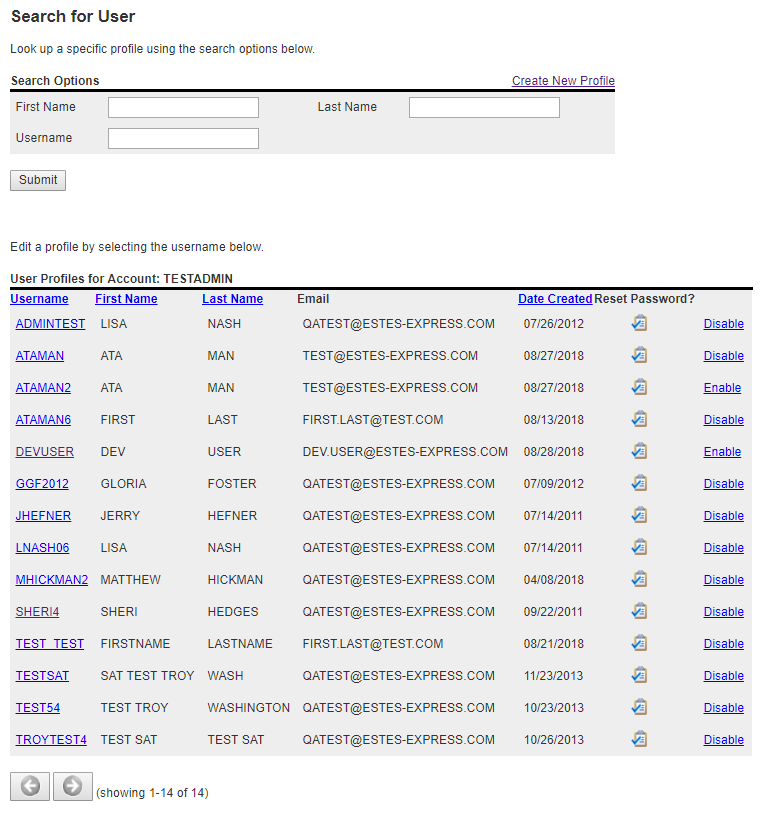 Search for User
Look up a specific profile using the search options below.
Search Options Create New Profile
First Name Last Name
Username
Submit
Edit a profile by selecting the username below.
User Profiles for Account: TESTADMIN
Username First Name Last Name Email Date Created Reset Password?
ADMINTEST LISA NASH QATEST@ESTES-EXPRESS.COM 07/26/2012 Disable
ATAMAN ATA MAN TEST@ESTES-EXPRESS.COM 08/27/2018 Disable
ATAMAN2 ATA MAN TEST@ESTES-EXPRESS.COM 08/27/2018 Enable
ATAMAN6 FIRST LAST FIRST.LAST@TEST.COM 08/13/2018 Disable
DEVUSER DEV USER DEV.USER@ESTES-EXPRESS.COM 08/28/2018 Enable
GGF2012 GLORIA FOSTER QATEST@ESTES-EXPRESS.COM 07/09/2012 Disable
JHEFNER JERRY HEFNER QATEST@ESTES-EXPRESS.COM 07/14/2011 Disable
LNASH06 LISA NASH QATEST@ESTES-EXPRESS.COM 07/14/2011 Disable
MHICKMAN2 MATTHEW HICKMAN QATEST@ESTES-EXPRESS.COM 04/08/2018 Disable
SHERI4 SHERI HEDGES QATEST@ESTES-EXPRESS.COM 09/22/2011 Disable
TEST_TEST FIRSTNAME LASTNAME FIRST.LAST@TEST.COM 08/21/2018 Disable
TESTSAT SAT TEST TROY WASH QATEST@ESTES-EXPRESS.COM 11/23/2013 Disable
TEST54 TEST TROY WASHINGTON QATEST@ESTES-EXPRESS.COM 10/23/2013 Disable
TROYTEST4 TEST SAT TEST SAT QATEST@ESTES-EXPRESS.COM 10/26/2013 Disable
(showing 1-14 of 14)